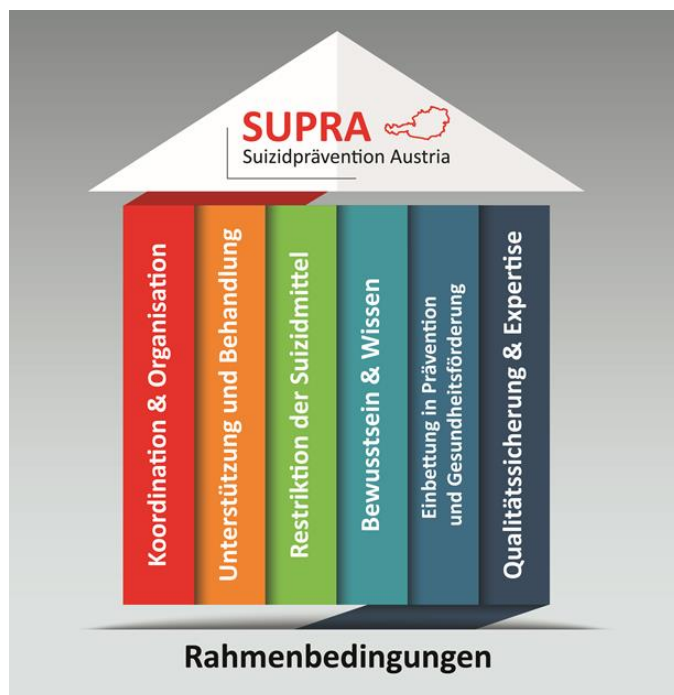 SUPRA
Suizidprävention Austria
Koordination & Organisation
Unterstützung und Behandlung
Restriktion der Suizidmittel
Bewusstsein & Wissen
Einbettung in Prävention
und Gesundheitsförderung
Qualitätssicherung & Expertise
Rahmenbedingungen